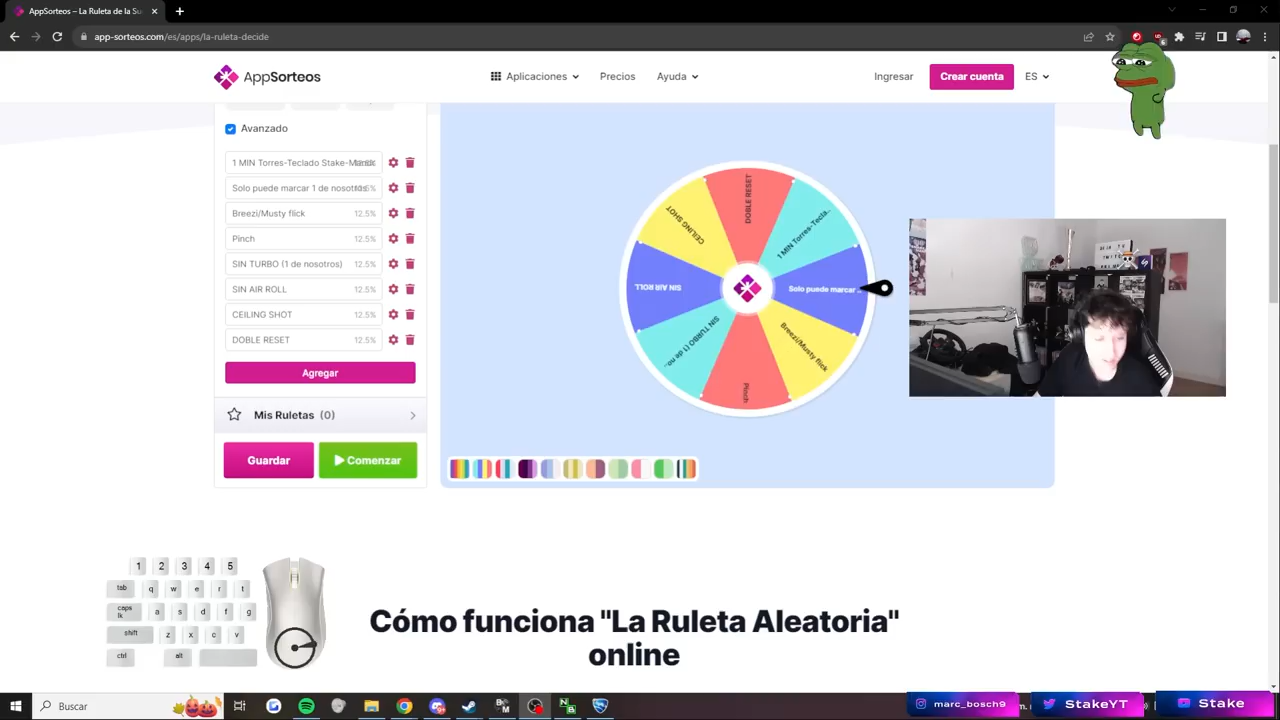 AppSorteos – La Ruleta de la Su
app-sorteos.com/es/apps/la-ruleta-decide
AppSorteos
Aplicaciones
Precios
Ayuda
Ingresar
Crear cuenta
ES
Avanzado
1 MIN Torres-Teclado Stake-
Solo puede marcar 1 de nosotros
Breezi/Musty flick 12.5%
Pinch 12.5%
SIN TURBO (1 de nosotros) 12.5%
SIN AIR ROLL 12.5%
CEILING SHOT 12.5%
DOBLE RESET 12.5%
Agregar
Mis Ruletas (0)
Guardar
Comenzar
DOBLE RESET
1 MIN Torres-Tecla..
Solo puede marcar ..
Breezi/Musty flick
Pinch
SIN TURBO (1 de no..
SIN AIR ROLL
CEILING SHOT
1 2 3 4 5
tab q w e r t
caps lk a s d f g
shift z x c v
ctrl alt
Cómo funciona "La Ruleta Aleatoria"
online
Buscar
marc_bosch9
StakeYT
Stake